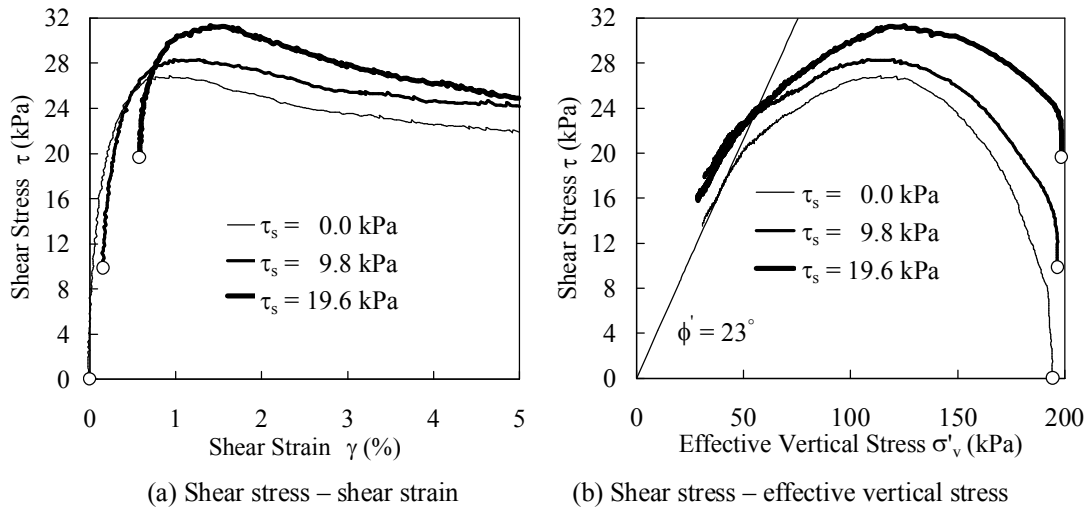 32
28
24
20
16
12
8
4
0
Shear Stress τ (kPa)
τs = 0.0 kPa
τs = 9.8 kPa
τs = 19.6 kPa
0 1 2 3 4 5
Shear Strain γ (%)
(a) Shear stress – shear strain
32
28
24
20
16
12
8
4
0
Shear Stress τ (kPa)
τs = 0.0 kPa
τs = 9.8 kPa
τs = 19.6 kPa
ϕ' = 23°
0 50 100 150 200
Effective Vertical Stress σ'v (kPa)
(b) Shear stress – effective vertical stress